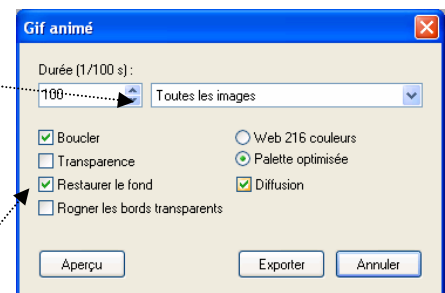 Gif animé
Durée (1/100 s) :
100 Toutes les images
Boucler Web 216 couleurs
Transparence Palette optimisée
Restaurer le fond Diffusion
Rogner les bords transparents
Aperçu Exporter Annuler